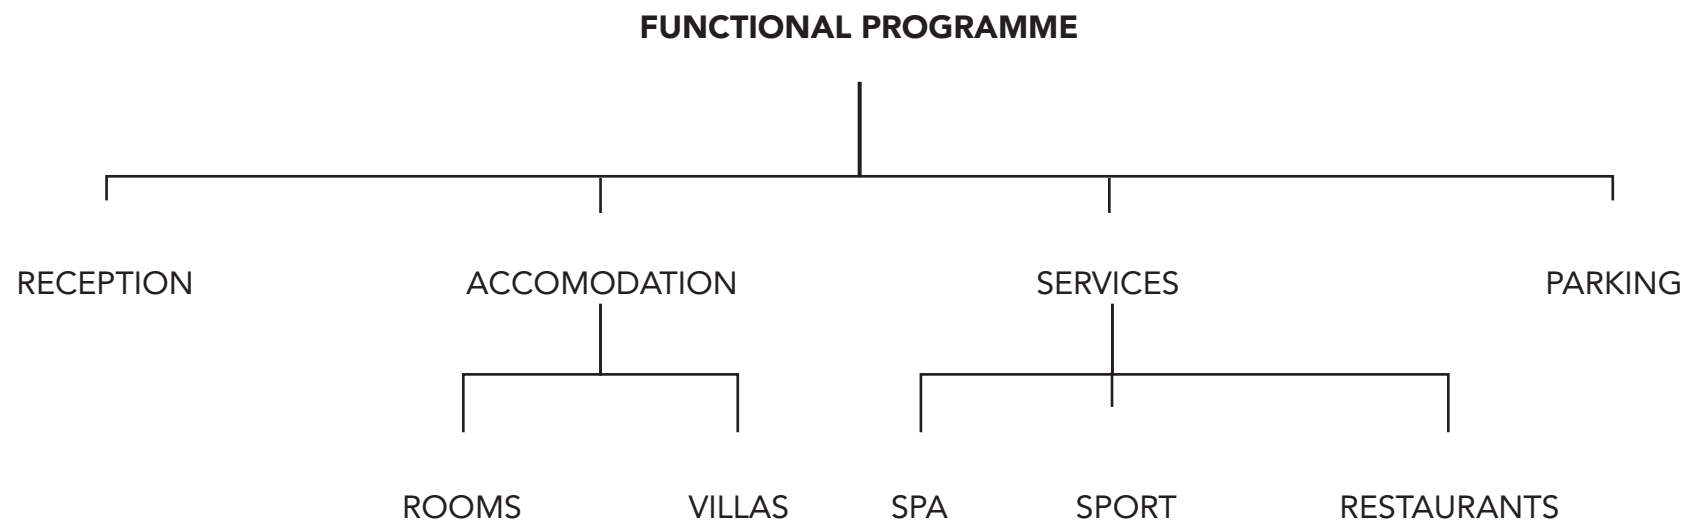 FUNCTIONAL PROGRAMME
RECEPTION ACCOMODATION SERVICES PARKING
ROOMS VILLAS SPA SPORT RESTAURANTS